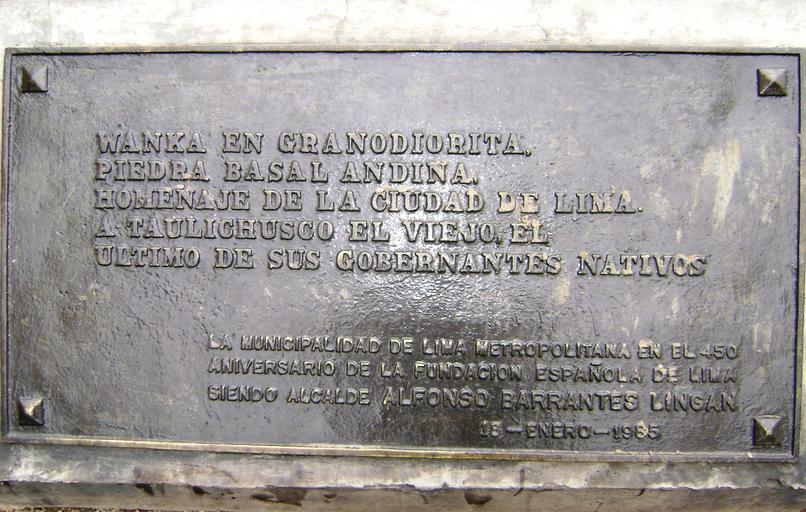 WANKA EN GRANODIORITA,
PIEDRA BASAL ANDINA,
HOMENAJE DE LA CIUDAD DE LIMA.
A TAULICHUSCO EL VIEJO, EL
ULTIMO DE SUS GOBERNANTES NATIVOS
LA MUNICIPALIDAD DE LIMA METROPOLITANA EN EL 450
ANIVERSARIO DE LA FUNDACION ESPAÑOLA DE LIMA
SIENDO ALCALDE ALFONSO BARRANTES LINGAN
18-ENERO-1985